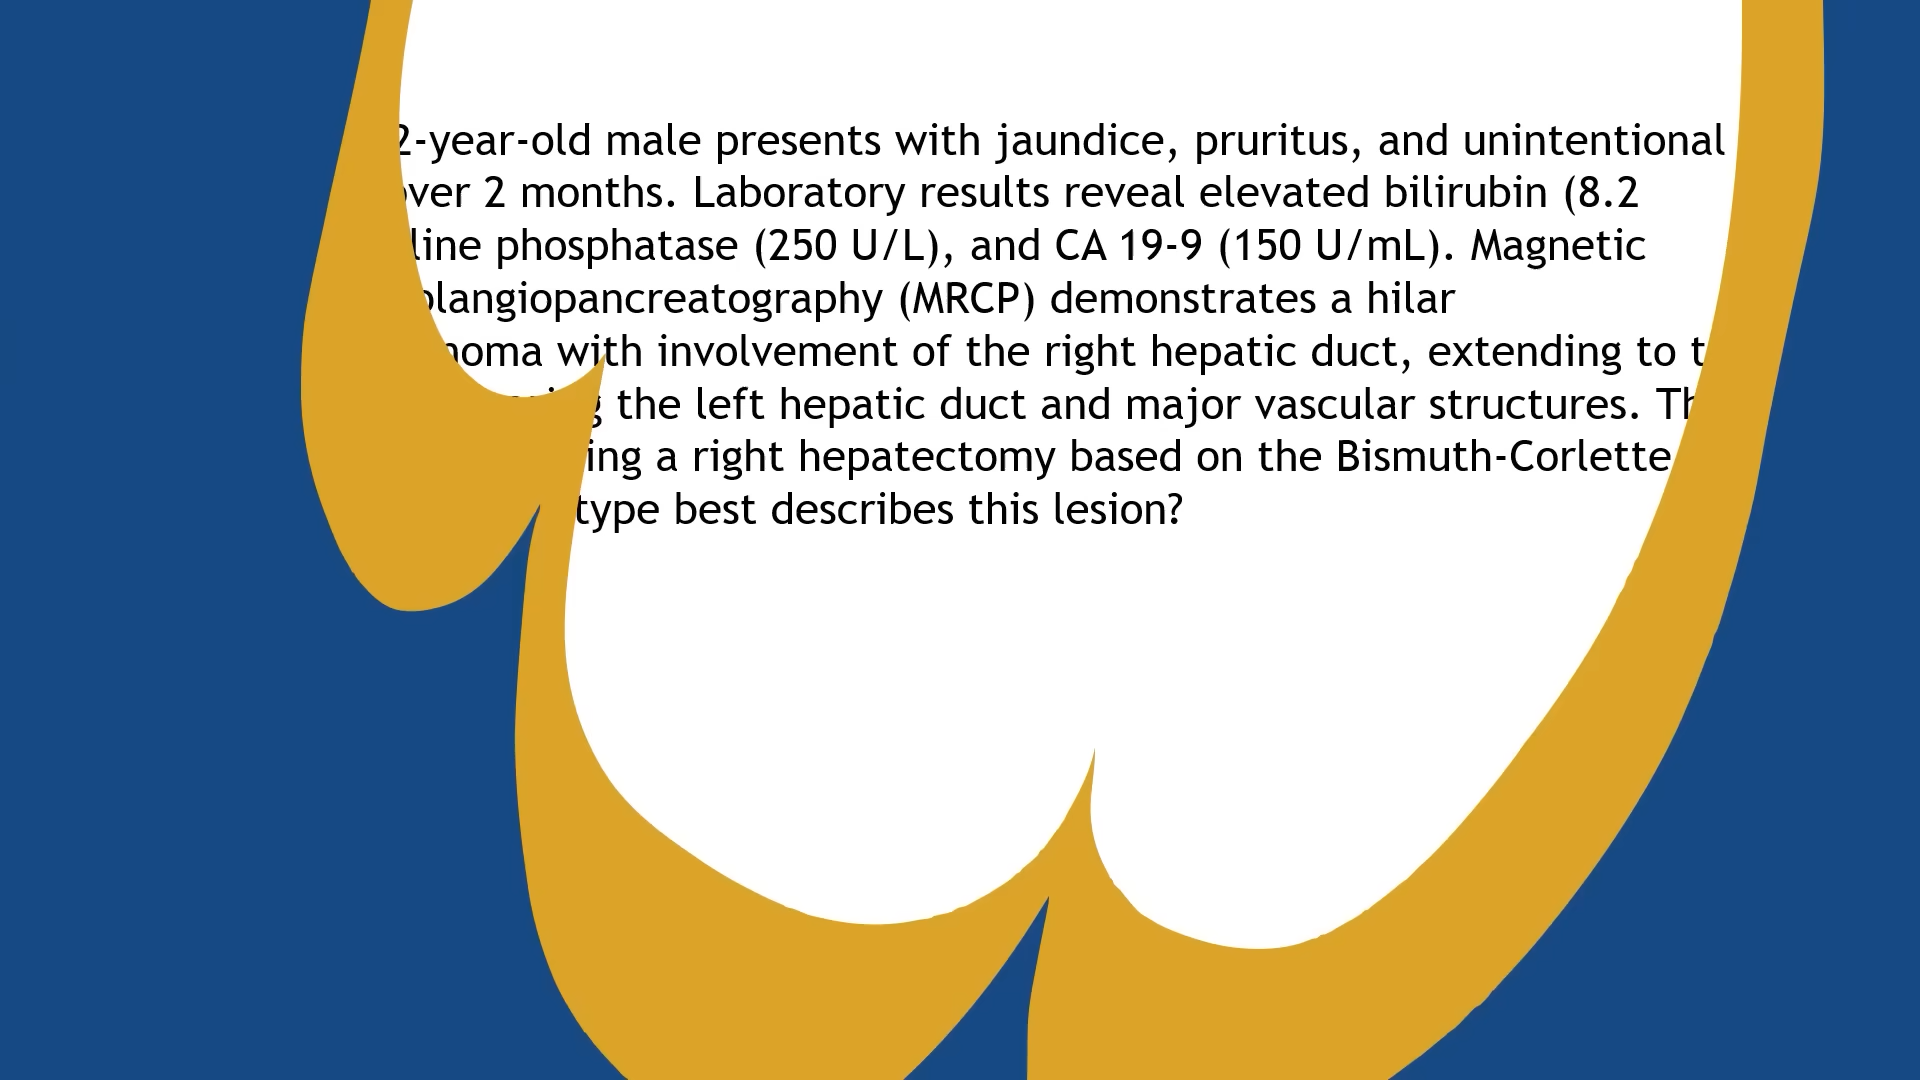 2-year-old male presents with jaundice, pruritus, and unintentional
over 2 months. Laboratory results reveal elevated bilirubin (8.2
line phosphatase (250 U/L), and CA 19-9 (150 U/mL). Magnetic
olangiopancreatography (MRCP) demonstrates a hilar
noma with involvement of the right hepatic duct, extending to t
the left hepatic duct and major vascular structures. Th
ing a right hepatectomy based on the Bismuth-Corlette
type best describes this lesion?